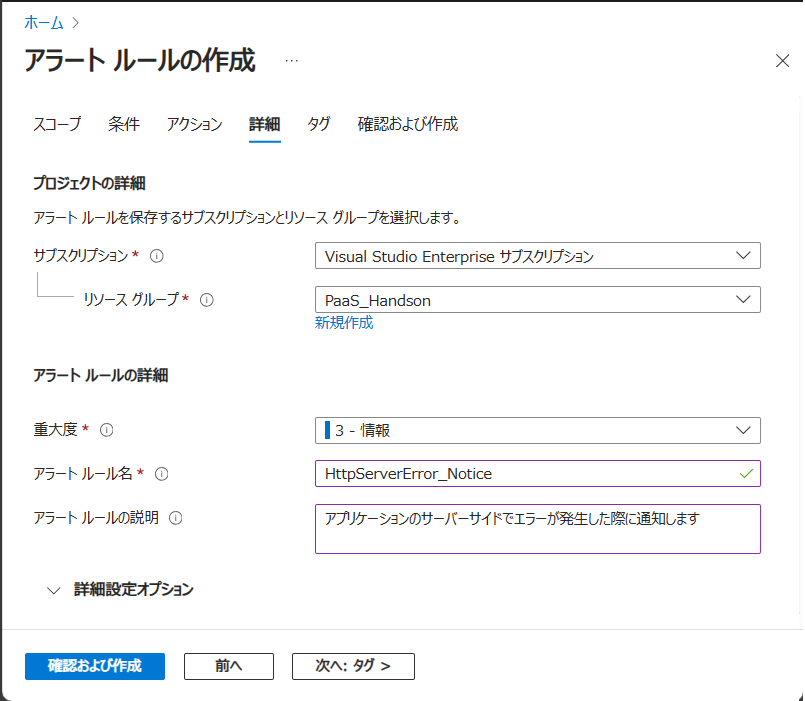 ホーム >
アラート ルールの作成 …
スコープ 条件 アクション 詳細 タグ 確認および作成
プロジェクトの詳細
アラート ルールを保存するサブスクリプションとリソース グループを選択します。
サブスクリプション *
Visual Studio Enterprise サブスクリプション
リソース グループ *
PaaS_Handson
新規作成
アラート ルールの詳細
重大度 *
3 - 情報
アラート ルール名 *
HttpServerError_Notice
アラート ルールの説明
アプリケーションのサーバーサイドでエラーが発生した際に通知します
詳細設定オプション
確認および作成 前へ 次へ: タグ >